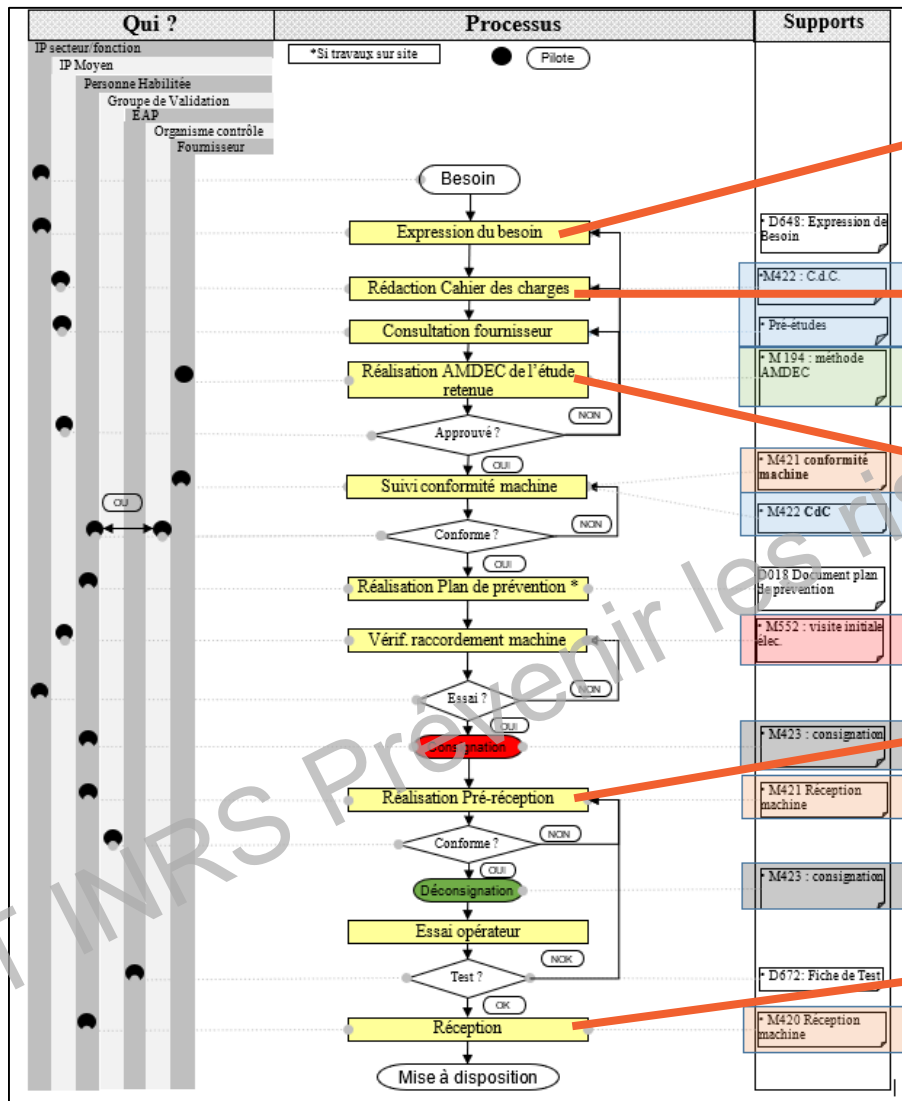 Qui ?
Processus
Supports
IP secteur/fonction
IP Moyen
Personne Habilitée
Groupe de Validation
EAP
Organisme contrôle
Fournisseur
*Si travaux sur site
Pilote
Besoin
Expression du besoin
• D648: Expression de
Besoin
Rédaction Cahier des charges
•M422 : C.d.C.
Consultation fournisseur
• Pré-études
Réalisation AMDEC de l'étude
retenue
• M 194 : méthode
AMDEC
NON
Approuvé ?
OUI
Suivi conformité machine
• M421 conformité
machine
• M422 CdC
OU
NON
Conforme ?
OUI
Réalisation Plan de prévention *
D018 Document plan
de prévention
Vérif. raccordement machine
• M552 : visite initiale
élec.
NON
Essai ?
OUI
Consignation
• M423 : consignation
Réalisation Pré-réception
• M421 Réception
machine
NON
Conforme ?
OUI
Déconsignation
• M423 : consignation
Essai opérateur
NOK
Test ?
• D672: Fiche de Test
OK
Réception
• M420 Réception
machine
Mise à disposition
T INRS Prévenir les ri